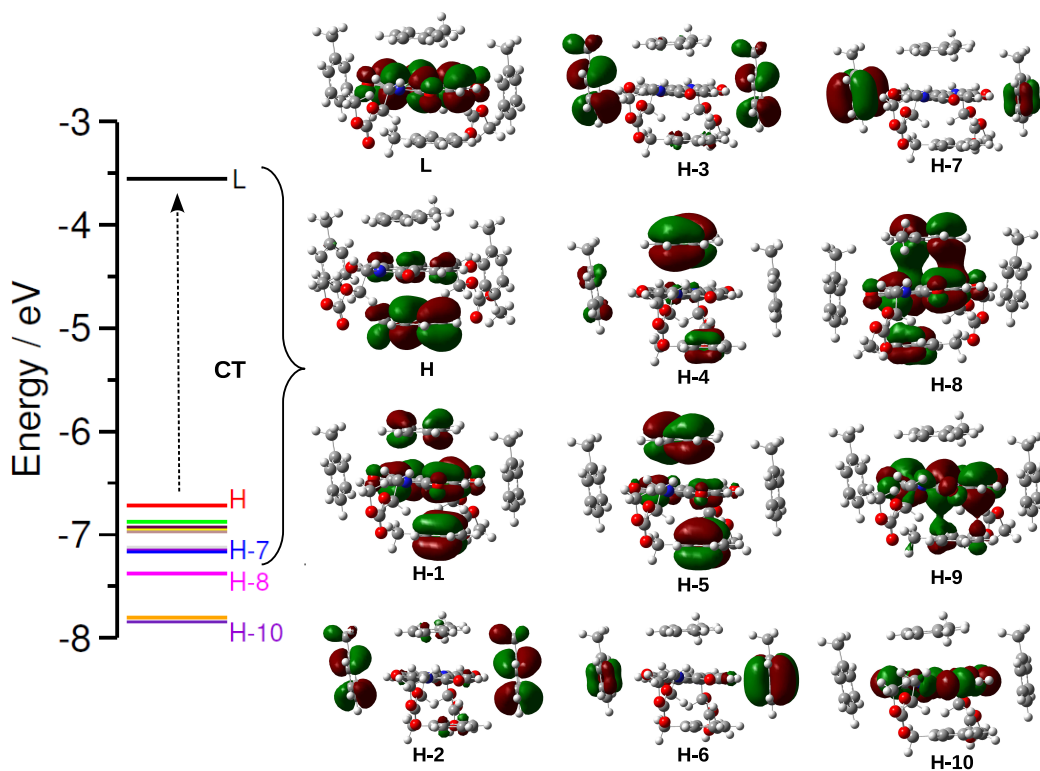 Energy / eV
-3
-4
-5
-6
-7
-8
L
CT
H
H-7
H-8
H-10
L
H-3
H-7
H
H-4
H-8
H-1
H-5
H-9
H-2
H-6
H-10